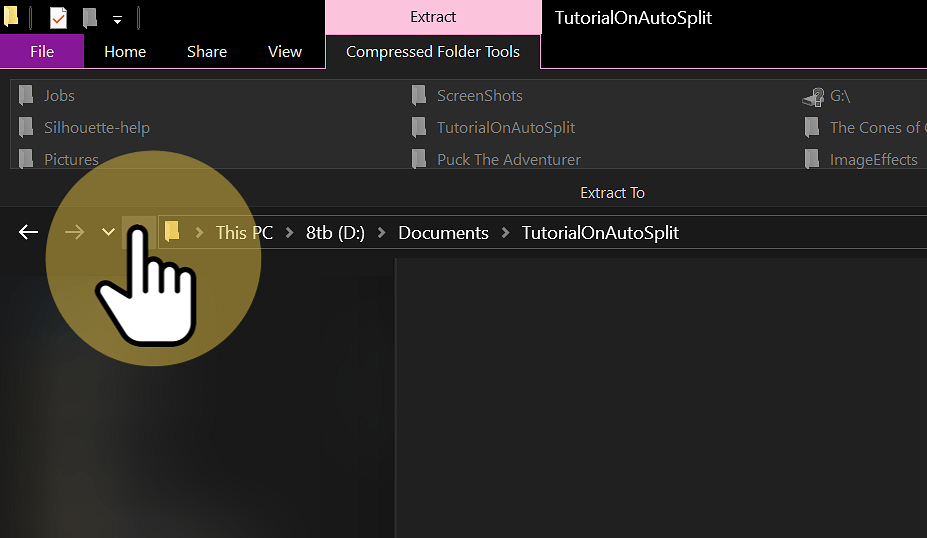 Extract TutorialOnAutoSplit
File Home Share View Compressed Folder Tools
Jobs ScreenShots G:\
Silhouette-help TutorialOnAutoSplit The Cones of
Pictures Puck The Adventurer ImageEffects
Extract To
This PC 8tb (D:) Documents TutorialOnAutoSplit